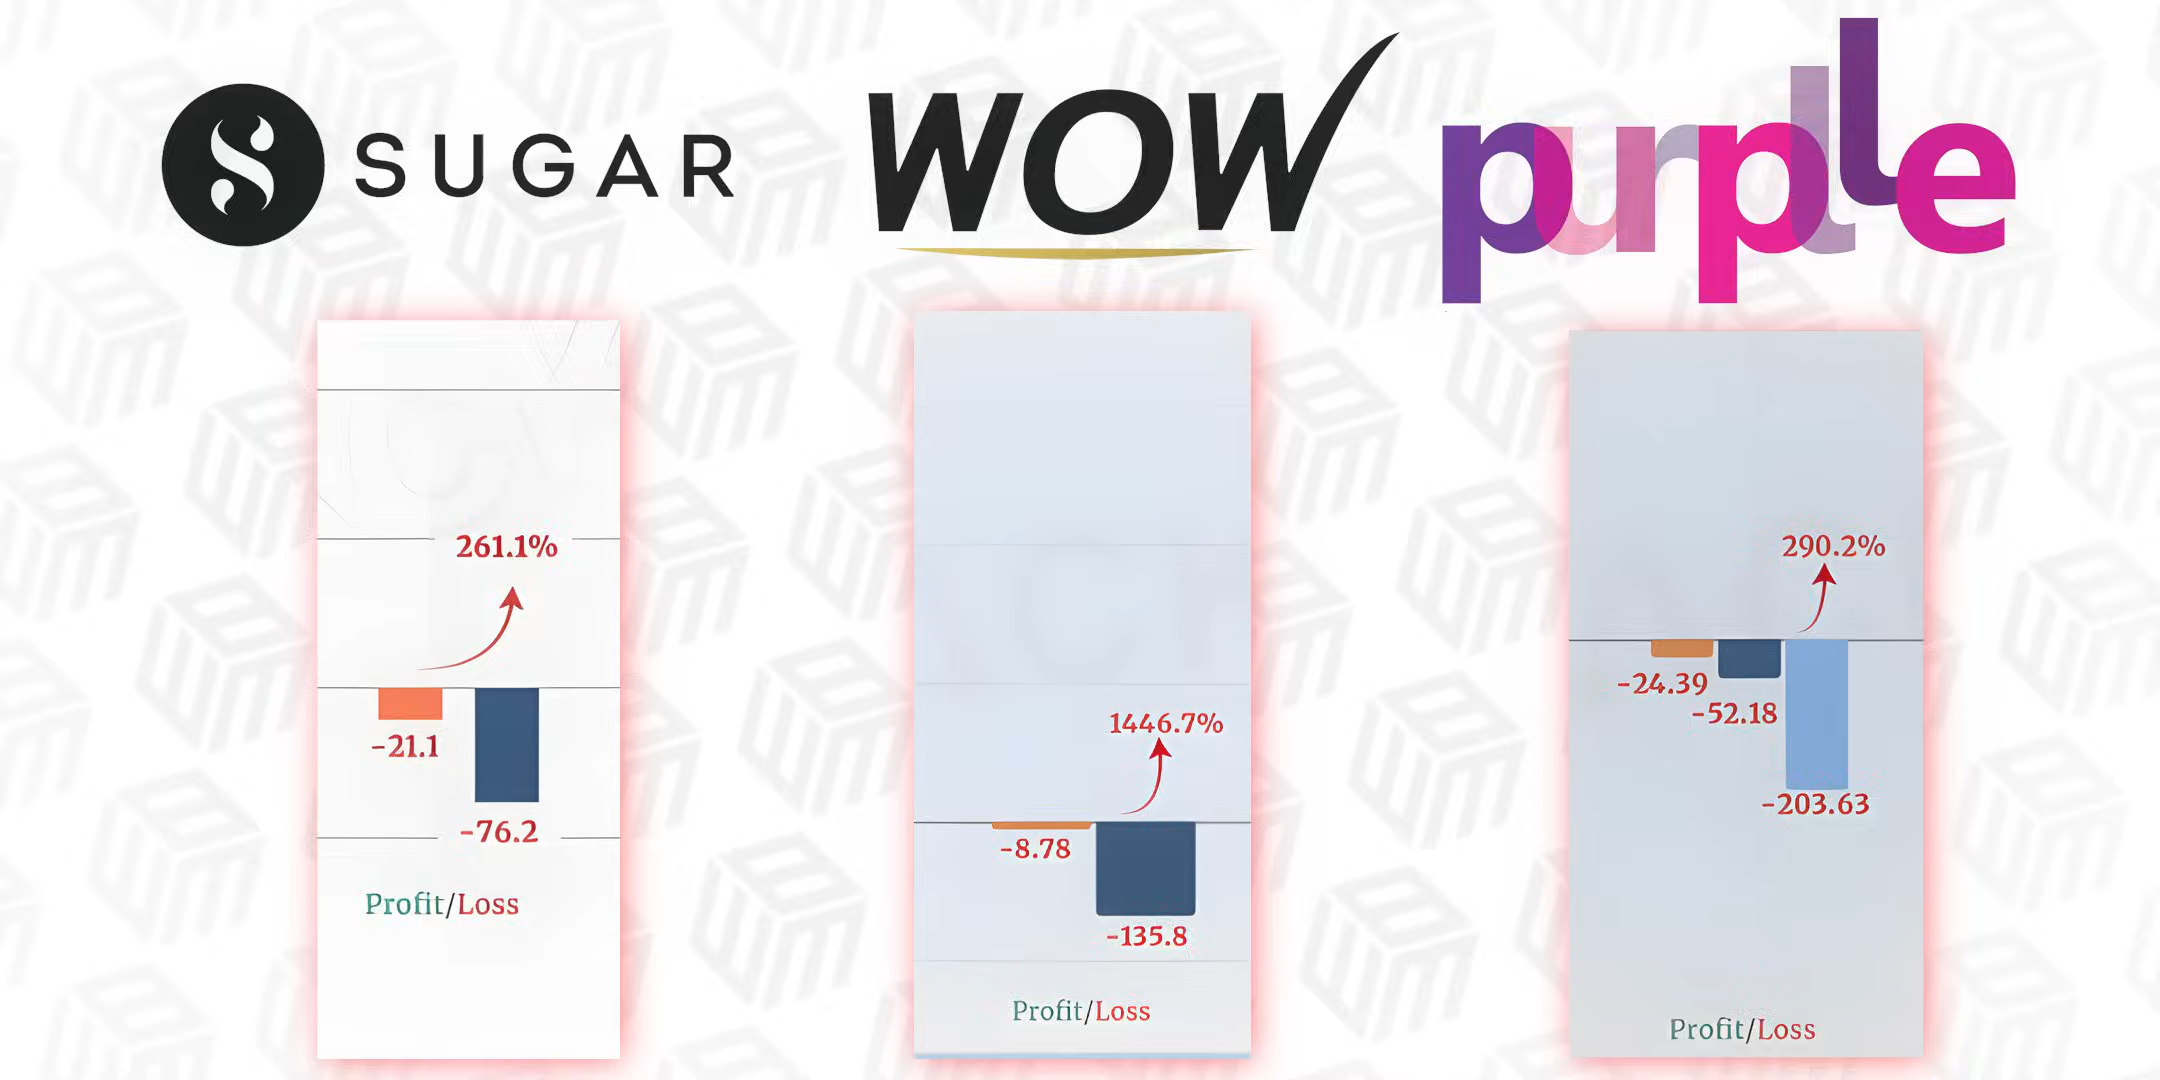 SUGAR
WOW
purplle
261.1%
-21.1
-76.2
Profit/Loss
1446.7%
-8.78
-135.8
Profit/Loss
290.2%
-24.39
-52.18
-203.63
Profit/Loss